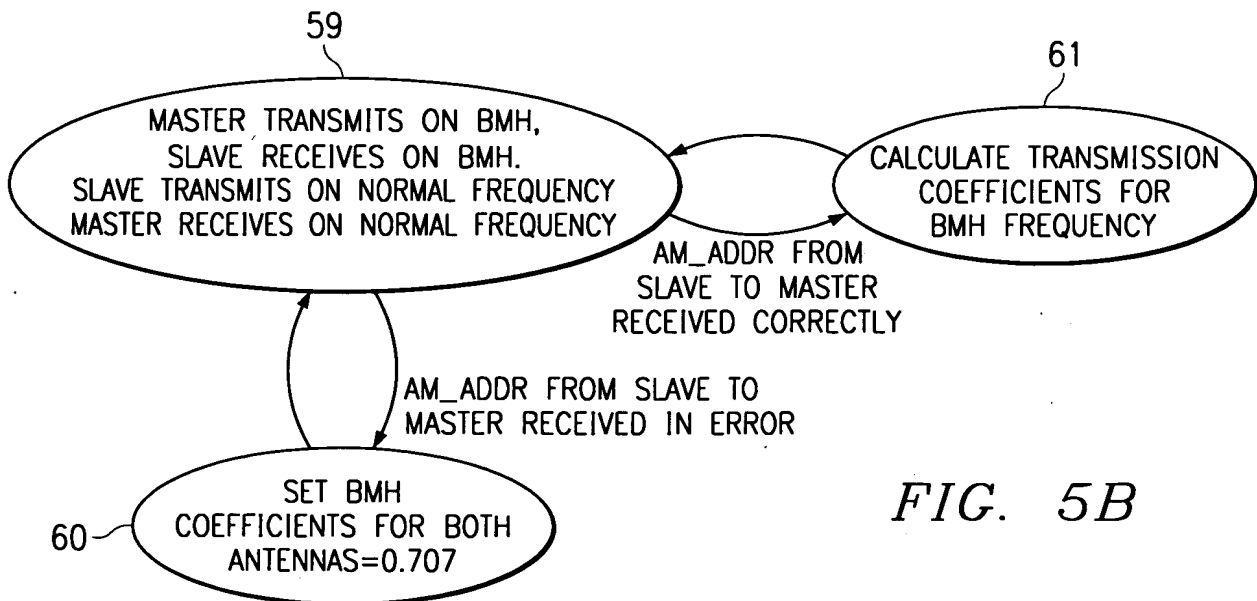 59
MASTER TRANSMITS ON BMH,
SLAVE RECEIVES ON BMH.
SLAVE TRANSMITS ON NORMAL FREQUENCY
MASTER RECEIVES ON NORMAL FREQUENCY
61
CALCULATE TRANSMISSION
COEFFICIENTS FOR
BMH FREQUENCY
AM_ADDR FROM
SLAVE TO MASTER
RECEIVED CORRECTLY
AM_ADDR FROM SLAVE TO
MASTER RECEIVED IN ERROR
60
SET BMH
COEFFICIENTS FOR BOTH
ANTENNAS=0.707
FIG. 5B